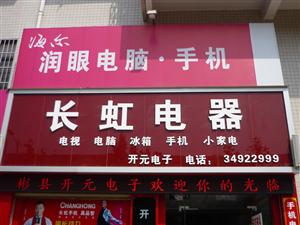 海尔
润眼电脑·手机
长虹电器
电视 电脑 冰箱 手机 小家电
开元电子 电话：34922999
彬县开元电子欢迎你的光临
CHANGHONG
开
手机